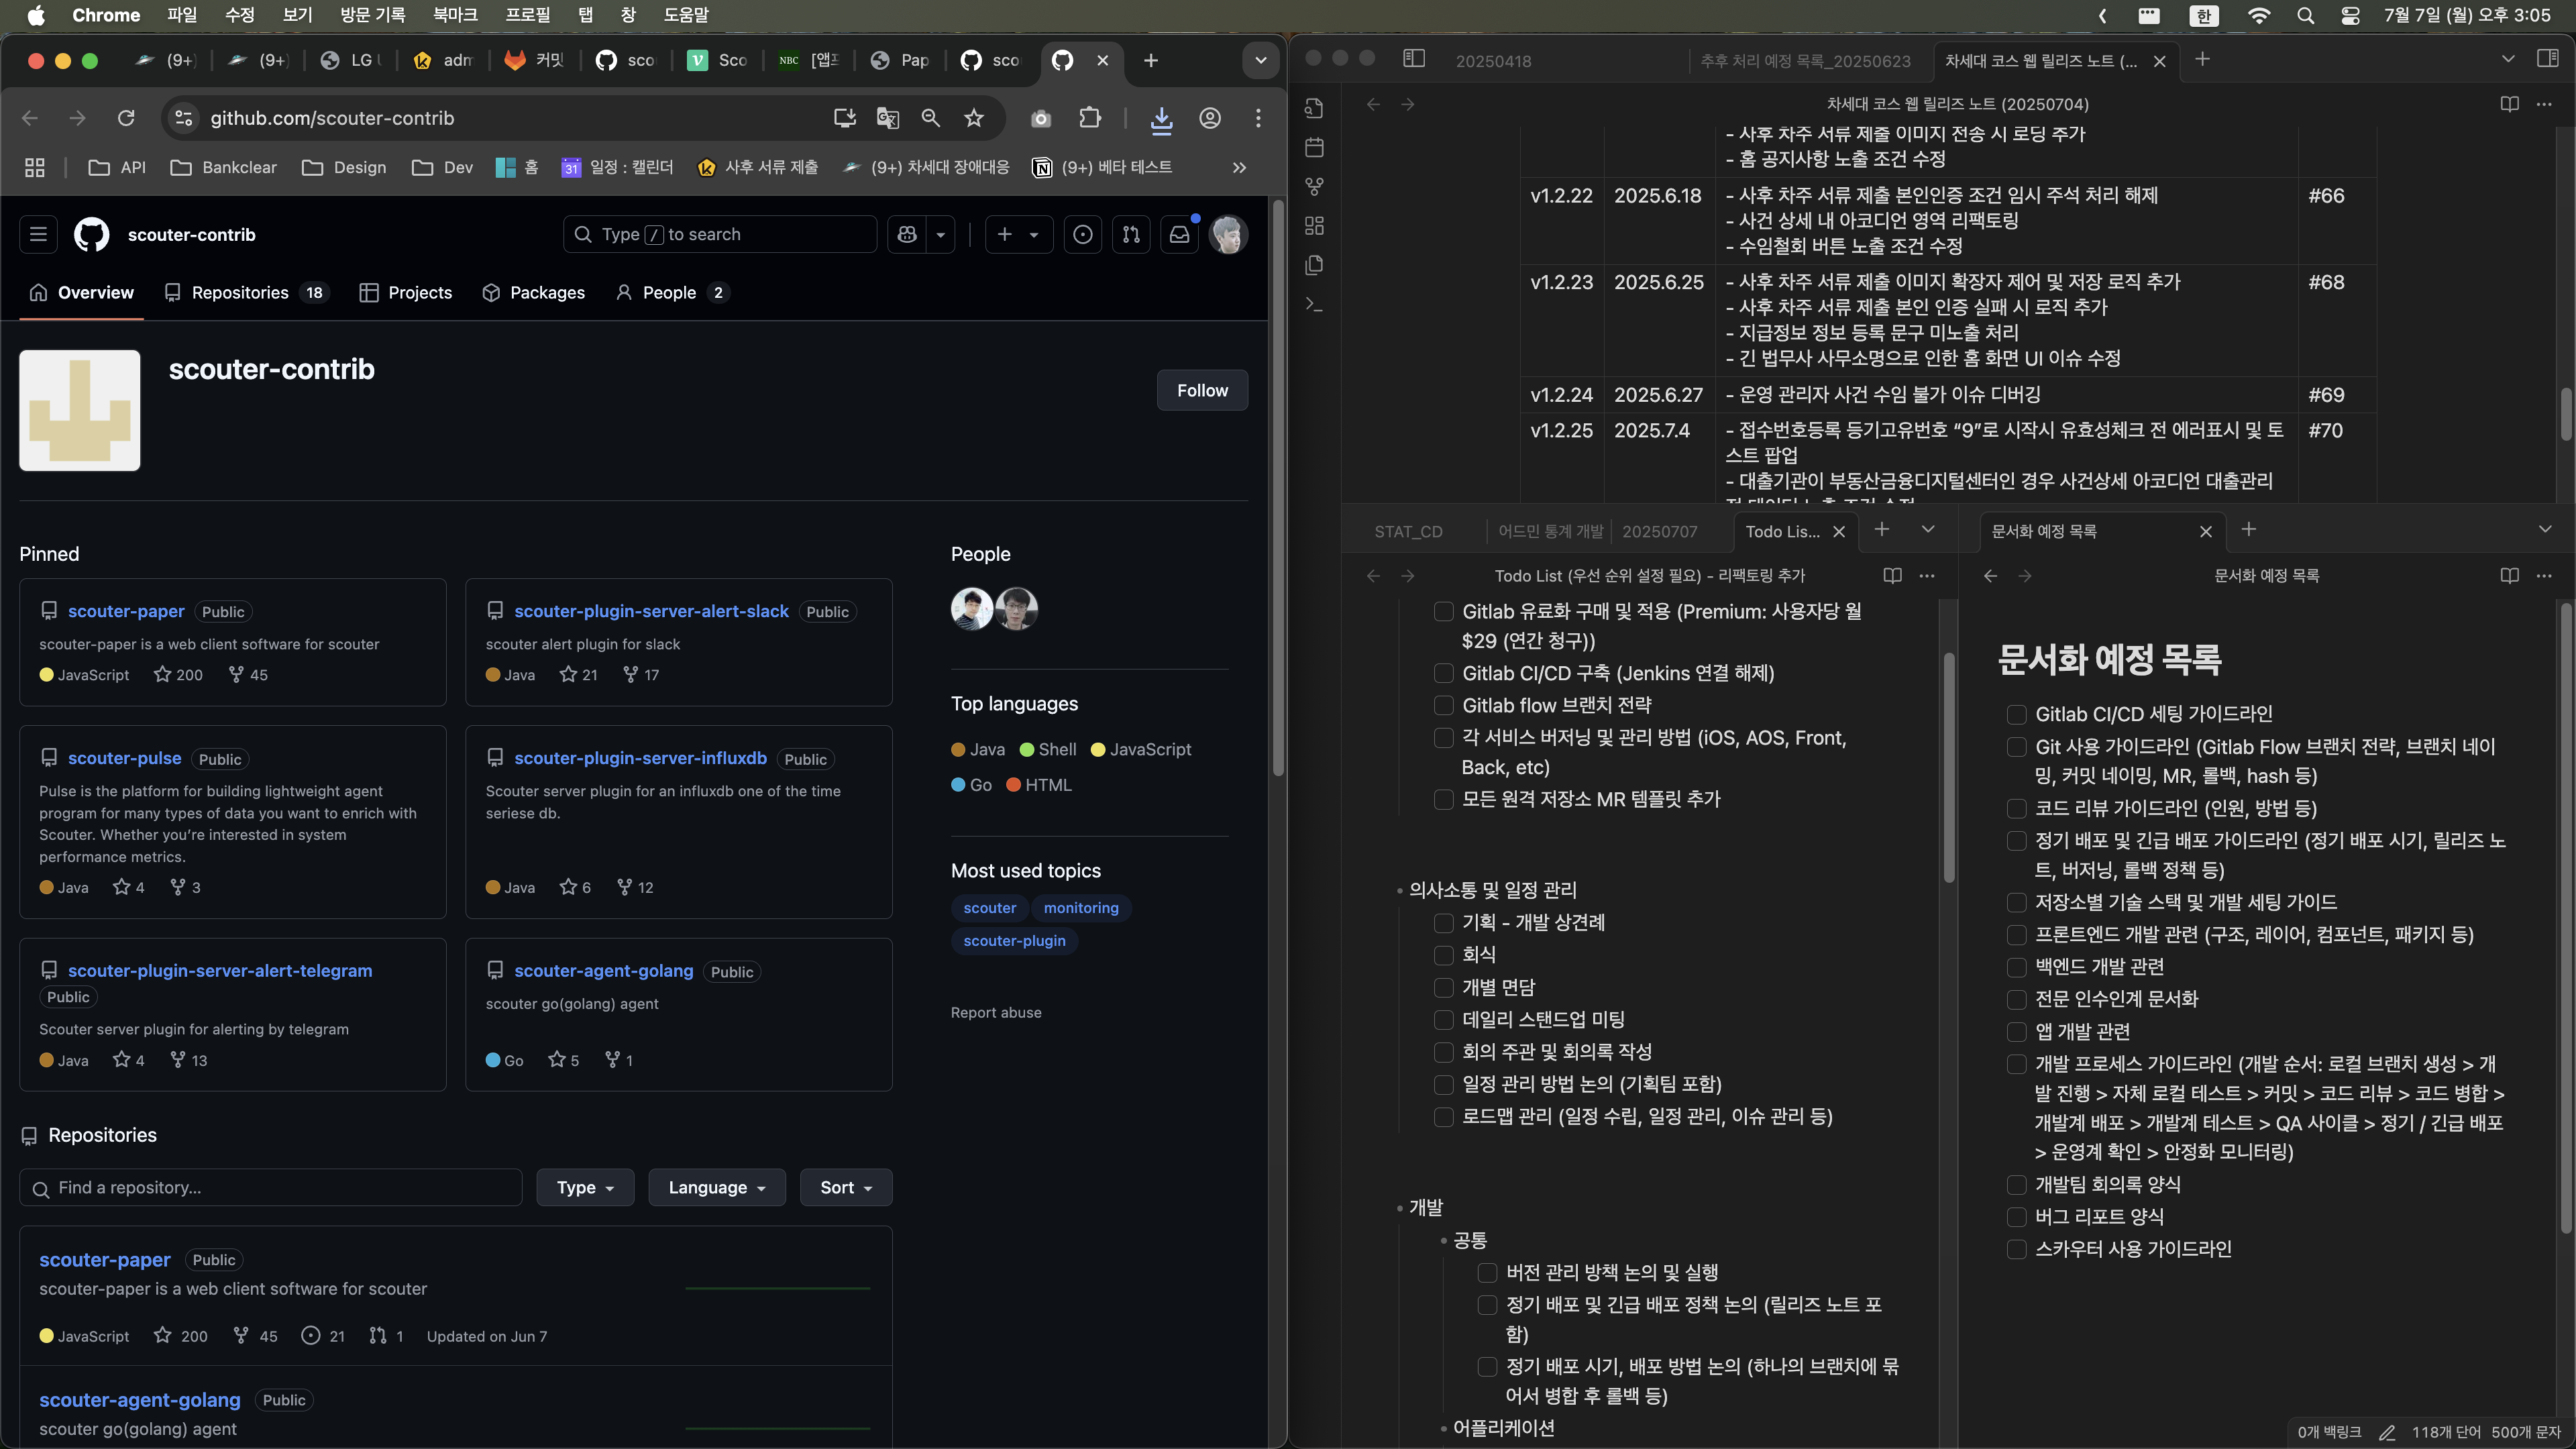 Chrome 파일 수정 보기 방문 기록 북마크 프로필 탭 창 도움말
한 7월 7일 (월) 오후 3:05
(9+) (9+) LG adm 커밋 sco Sco NBC Pap sco
github.com/scouter-contrib
API Bankclear Design Dev 홈 31 일정 : 캘린더 사후 서류 제출 (9+) 차세대 장애대응 (9+) 베타 테스트
scouter-contrib
Type / to search
Overview Repositories 18 Projects Packages People 2
scouter-contrib
Follow
Pinned
scouter-paper Public
scouter-paper is a web client software for scouter
JavaScript 200 45
scouter-plugin-server-alert-slack Public
scouter alert plugin for slack
Java 21 17
scouter-pulse Public
Pulse is the platform for building lightweight agent
program for many types of data you want to enrich with
Scouter. Whether you're interested in system
performance metrics.
Java 4 3
scouter-plugin-server-influxdb Public
Scouter server plugin for an influxdb one of the time
seriese db.
Java 6 12
scouter-plugin-server-alert-telegram
Public
Scouter server plugin for alerting by telegram
Java 4 13
scouter-agent-golang Public
scouter go(golang) agent
Go 5 1
People
Top languages
Java Shell JavaScript
Go HTML
Most used topics
scouter monitoring
scouter-plugin
Report abuse
Repositories
Find a repository...
Type Language Sort
scouter-paper Public
scouter-paper is a web client software for scouter
JavaScript 200 45 21 1 Updated on Jun 7
scouter-agent-golang Public
scouter go(golang) agent
20250418 추후 처리 예정 목록_20250623 차세대 코스 웹 릴리즈 노트 (...
차세대 코스 웹 릴리즈 노트 (20250704)
- 사후 차주 서류 제출 이미지 전송 시 로딩 추가
- 홈 공지사항 노출 조건 수정
v1.2.22 2025.6.18 - 사후 차주 서류 제출 본인인증 조건 임시 주석 처리 해제 #66
- 사건 상세 내 아코디언 영역 리팩토링
- 수임철회 버튼 노출 조건 수정
v1.2.23 2025.6.25 - 사후 차주 서류 제출 이미지 확장자 제어 및 저장 로직 추가 #68
- 사후 차주 서류 제출 본인 인증 실패 시 로직 추가
- 지급정보 정보 등록 문구 미노출 처리
- 긴 법무사 사무소명으로 인한 홈 화면 UI 이슈 수정
v1.2.24 2025.6.27 - 운영 관리자 사건 수임 불가 이슈 디버깅 #69
v1.2.25 2025.7.4 - 접수번호등록 등기고유번호 “9”로 시작시 유효성체크 전 에러표시 및 토 #70
스트 팝업
- 대출기관이 부동산금융디지털센터인 경우 사건상세 아코디언 대출관리
STAT_CD 어드민 통계 개발 20250707 Todo Lis...
Todo List (우선 순위 설정 필요) - 리팩토링 추가
Gitlab 유료화 구매 및 적용 (Premium: 사용자당 월
$29 (연간 청구))
Gitlab CI/CD 구축 (Jenkins 연결 해제)
Gitlab flow 브랜치 전략
각 서비스 버저닝 및 관리 방법 (iOS, AOS, Front,
Back, etc)
모든 원격 저장소 MR 템플릿 추가
의사소통 및 일정 관리
기획 - 개발 상견례
회식
개별 면담
데일리 스탠드업 미팅
회의 주관 및 회의록 작성
일정 관리 방법 논의 (기획팀 포함)
로드맵 관리 (일정 수립, 일정 관리, 이슈 관리 등)
개발
공통
버전 관리 방책 논의 및 실행
정기 배포 및 긴급 배포 정책 논의 (릴리즈 노트 포
함)
정기 배포 시기, 배포 방법 논의 (하나의 브랜치에 묶
어서 병합 후 롤백 등)
어플리케이션
문서화 예정 목록
문서화 예정 목록
문서화 예정 목록
Gitlab CI/CD 세팅 가이드라인
Git 사용 가이드라인 (Gitlab Flow 브랜치 전략, 브랜치 네이
밍, 커밋 네이밍, MR, 롤백, hash 등)
코드 리뷰 가이드라인 (인원, 방법 등)
정기 배포 및 긴급 배포 가이드라인 (정기 배포 시기, 릴리즈 노
트, 버저닝, 롤백 정책 등)
저장소별 기술 스택 및 개발 세팅 가이드
프론트엔드 개발 관련 (구조, 레이어, 컴포넌트, 패키지 등)
백엔드 개발 관련
전문 인수인계 문서화
앱 개발 관련
개발 프로세스 가이드라인 (개발 순서: 로컬 브랜치 생성 > 개
발 진행 > 자체 로컬 테스트 > 커밋 > 코드 리뷰 > 코드 병합 >
개발계 배포 > 개발계 테스트 > QA 사이클 > 정기 / 긴급 배포
> 운영계 확인 > 안정화 모니터링)
개발팀 회의록 양식
버그 리포트 양식
스카우터 사용 가이드라인
0개 백링크 118개 단어 500개 문자